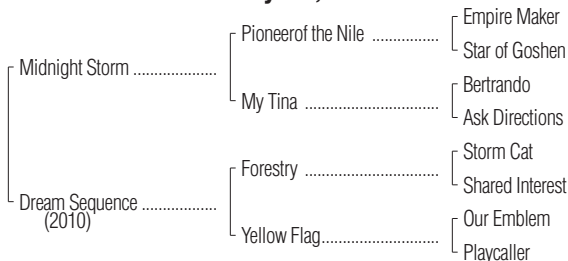 Empire Maker
Pioneerof the Nile ................
Star of Goshen
Midnight Storm ....................
Bertrando
My Tina ................................
Ask Directions
Storm Cat
Forestry ................................
Shared Interest
Dream Sequence ..................
(2010)
Our Emblem
Yellow Flag............................
Playcaller